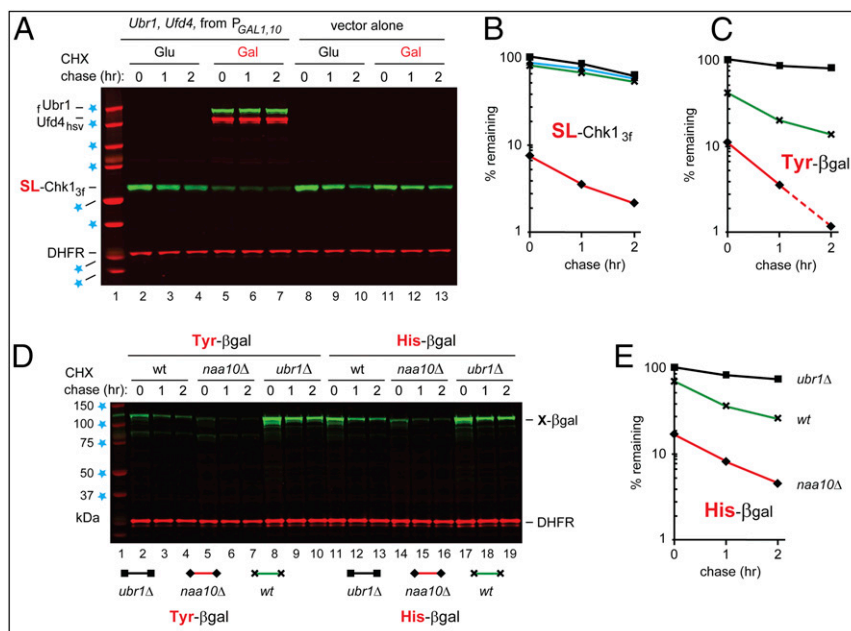 A
Ubr1, Ufd4, from PGAL1,10
vector alone
CHX
Glu Gal Glu Gal
chase (hr): 0 1 2 0 1 2 0 1 2 0 1 2
fUbr1
Ufd4hsv
SL-Chk13f
DHFR
1 2 3 4 5 6 7 8 9 10 11 12 13
B
100
10
1
% remaining
SL-Chk13f
0 1 2
chase (hr)
C
100
10
1
% remaining
Tyr-βgal
0 1 2
chase (hr)
D
Tyr-βgal His-βgal
CHX
wt naa10Δ ubr1Δ wt naa10Δ ubr1Δ
chase (hr): 0 1 2 0 1 2 0 1 2 0 1 2 0 1 2 0 1 2
150
100
75
50
37
kDa
X-βgal
DHFR
1 2 3 4 5 6 7 8 9 10 11 12 13 14 15 16 17 18 19
ubr1Δ naa10Δ wt ubr1Δ naa10Δ wt
Tyr-βgal His-βgal
E
100
10
1
% remaining
ubr1Δ
wt
naa10Δ
His-βgal
0 1 2
chase (hr)